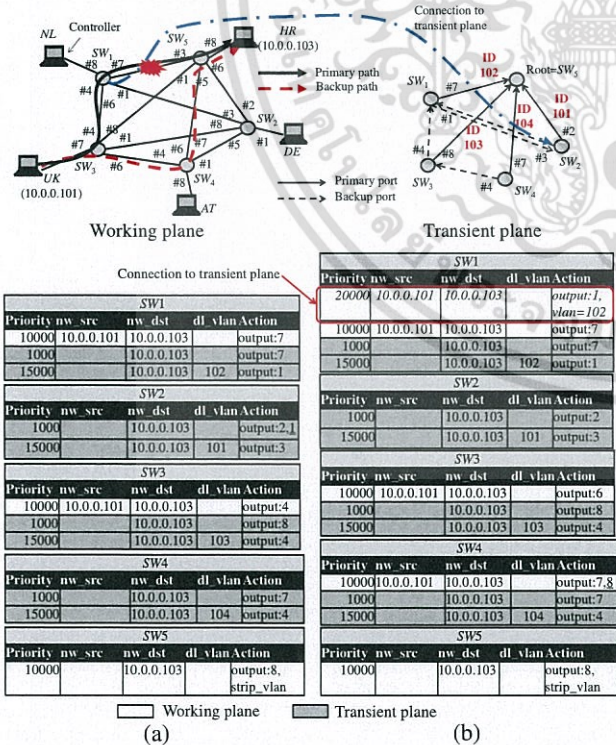 Connection to
transient plane
NL
Controller
HR
(10.0.0.103)
#8
SW5
#3
#6
#1
#5
SW1
#8
#7
#4
#1
#6
Primary path
Backup path
#2
#8
SW2
#3
#1
#5
DE
#4
#8
#7
#1
#6
SW3
#4
#6
#7
#1
SW4
#8
UK
(10.0.0.101)
AT
Working plane
SW1
#7
#1
ID
102
Root=SW5
ID
104
ID
101
ID
103
#2
#3
SW2
#4
#8
SW3
#7
#4
SW4
Primary port
Backup port
Transient plane
Connection to transient plane
SW1
Priority nw_src nw_dst dl_vlan Action
10000 10.0.0.101 10.0.0.103 output:7
1000 10.0.0.103 output:7
15000 10.0.0.103 102 output:1
SW2
Priority nw_src nw_dst dl_vlan Action
1000 10.0.0.103 output:2,1
15000 10.0.0.103 101 output:3
SW3
Priority nw_src nw_dst dl_vlan Action
10000 10.0.0.101 10.0.0.103 output:4
1000 10.0.0.103 output:8
15000 10.0.0.103 103 output:4
SW4
Priority nw_src nw_dst dl_vlan Action
1000 10.0.0.103 output:7
15000 10.0.0.103 104 output:4
SW5
Priority nw_src nw_dst dl_vlan Action
10000 10.0.0.103 output:8,
strip_vlan
SW1
Priority nw_src nw_dst dl_vlan Action
20000 10.0.0.101 10.0.0.103 output:1,
vlan=102
10000 10.0.0.101 10.0.0.103 output:7
1000 10.0.0.103 output:7
15000 10.0.0.103 102 output:1
SW2
Priority nw_src nw_dst dl_vlan Action
1000 10.0.0.103 output:2
15000 10.0.0.103 101 output:3
SW3
Priority nw_src nw_dst dl_vlan Action
10000 10.0.0.101 10.0.0.103 output:6
1000 10.0.0.103 output:8
15000 10.0.0.103 103 output:4
SW4
Priority nw_src nw_dst dl_vlan Action
10000 10.0.0.101 10.0.0.103 output:7,8
1000 10.0.0.103 output:7
15000 10.0.0.103 104 output:4
SW5
Priority nw_src nw_dst dl_vlan Action
10000 10.0.0.103 output:8,
strip_vlan
Working plane
Transient plane
(a)
(b)